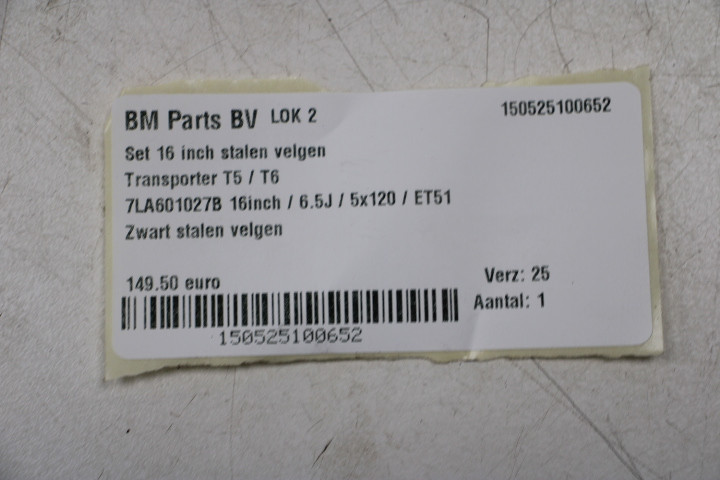 BM Parts BV LOK 2 150525100652
Set 16 inch stalen velgen
Transporter T5 / T6
7LA601027B 16inch / 6.5J / 5x120 / ET51
Zwart stalen velgen
149.50 euro Verz: 25
Aantal: 1
150525100652